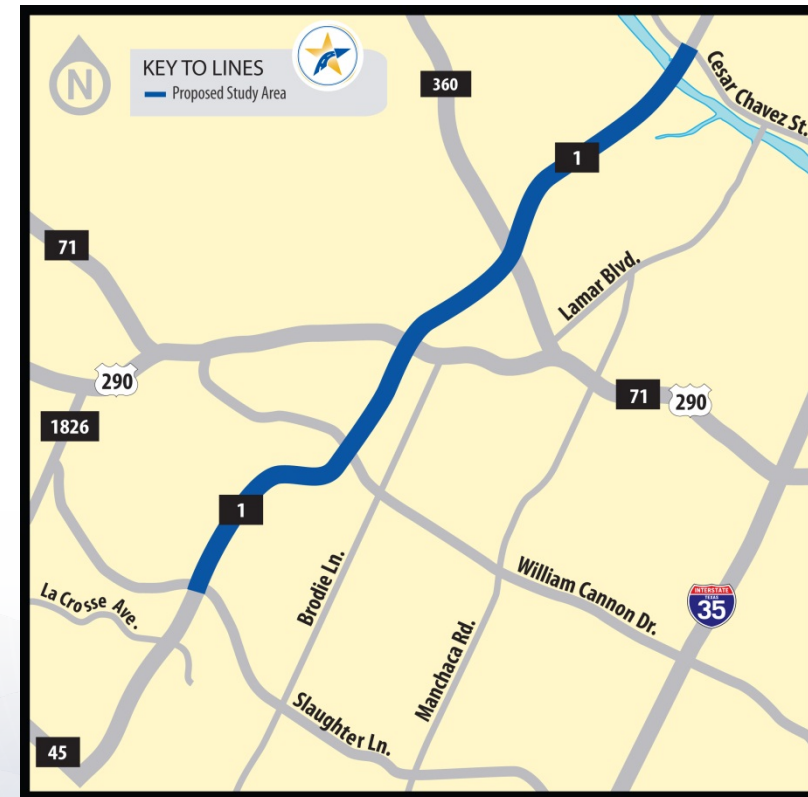 N
KEY TO LINES
Proposed Study Area
360
Cesar Chavez St.
1
71
Lamar Blvd.
290
71
290
1826
1
La Crosse Ave.
Brodie Ln.
William Cannon Dr.
INTERSTATE
TEXAS
35
Manchaca Rd.
Slaughter Ln.
45